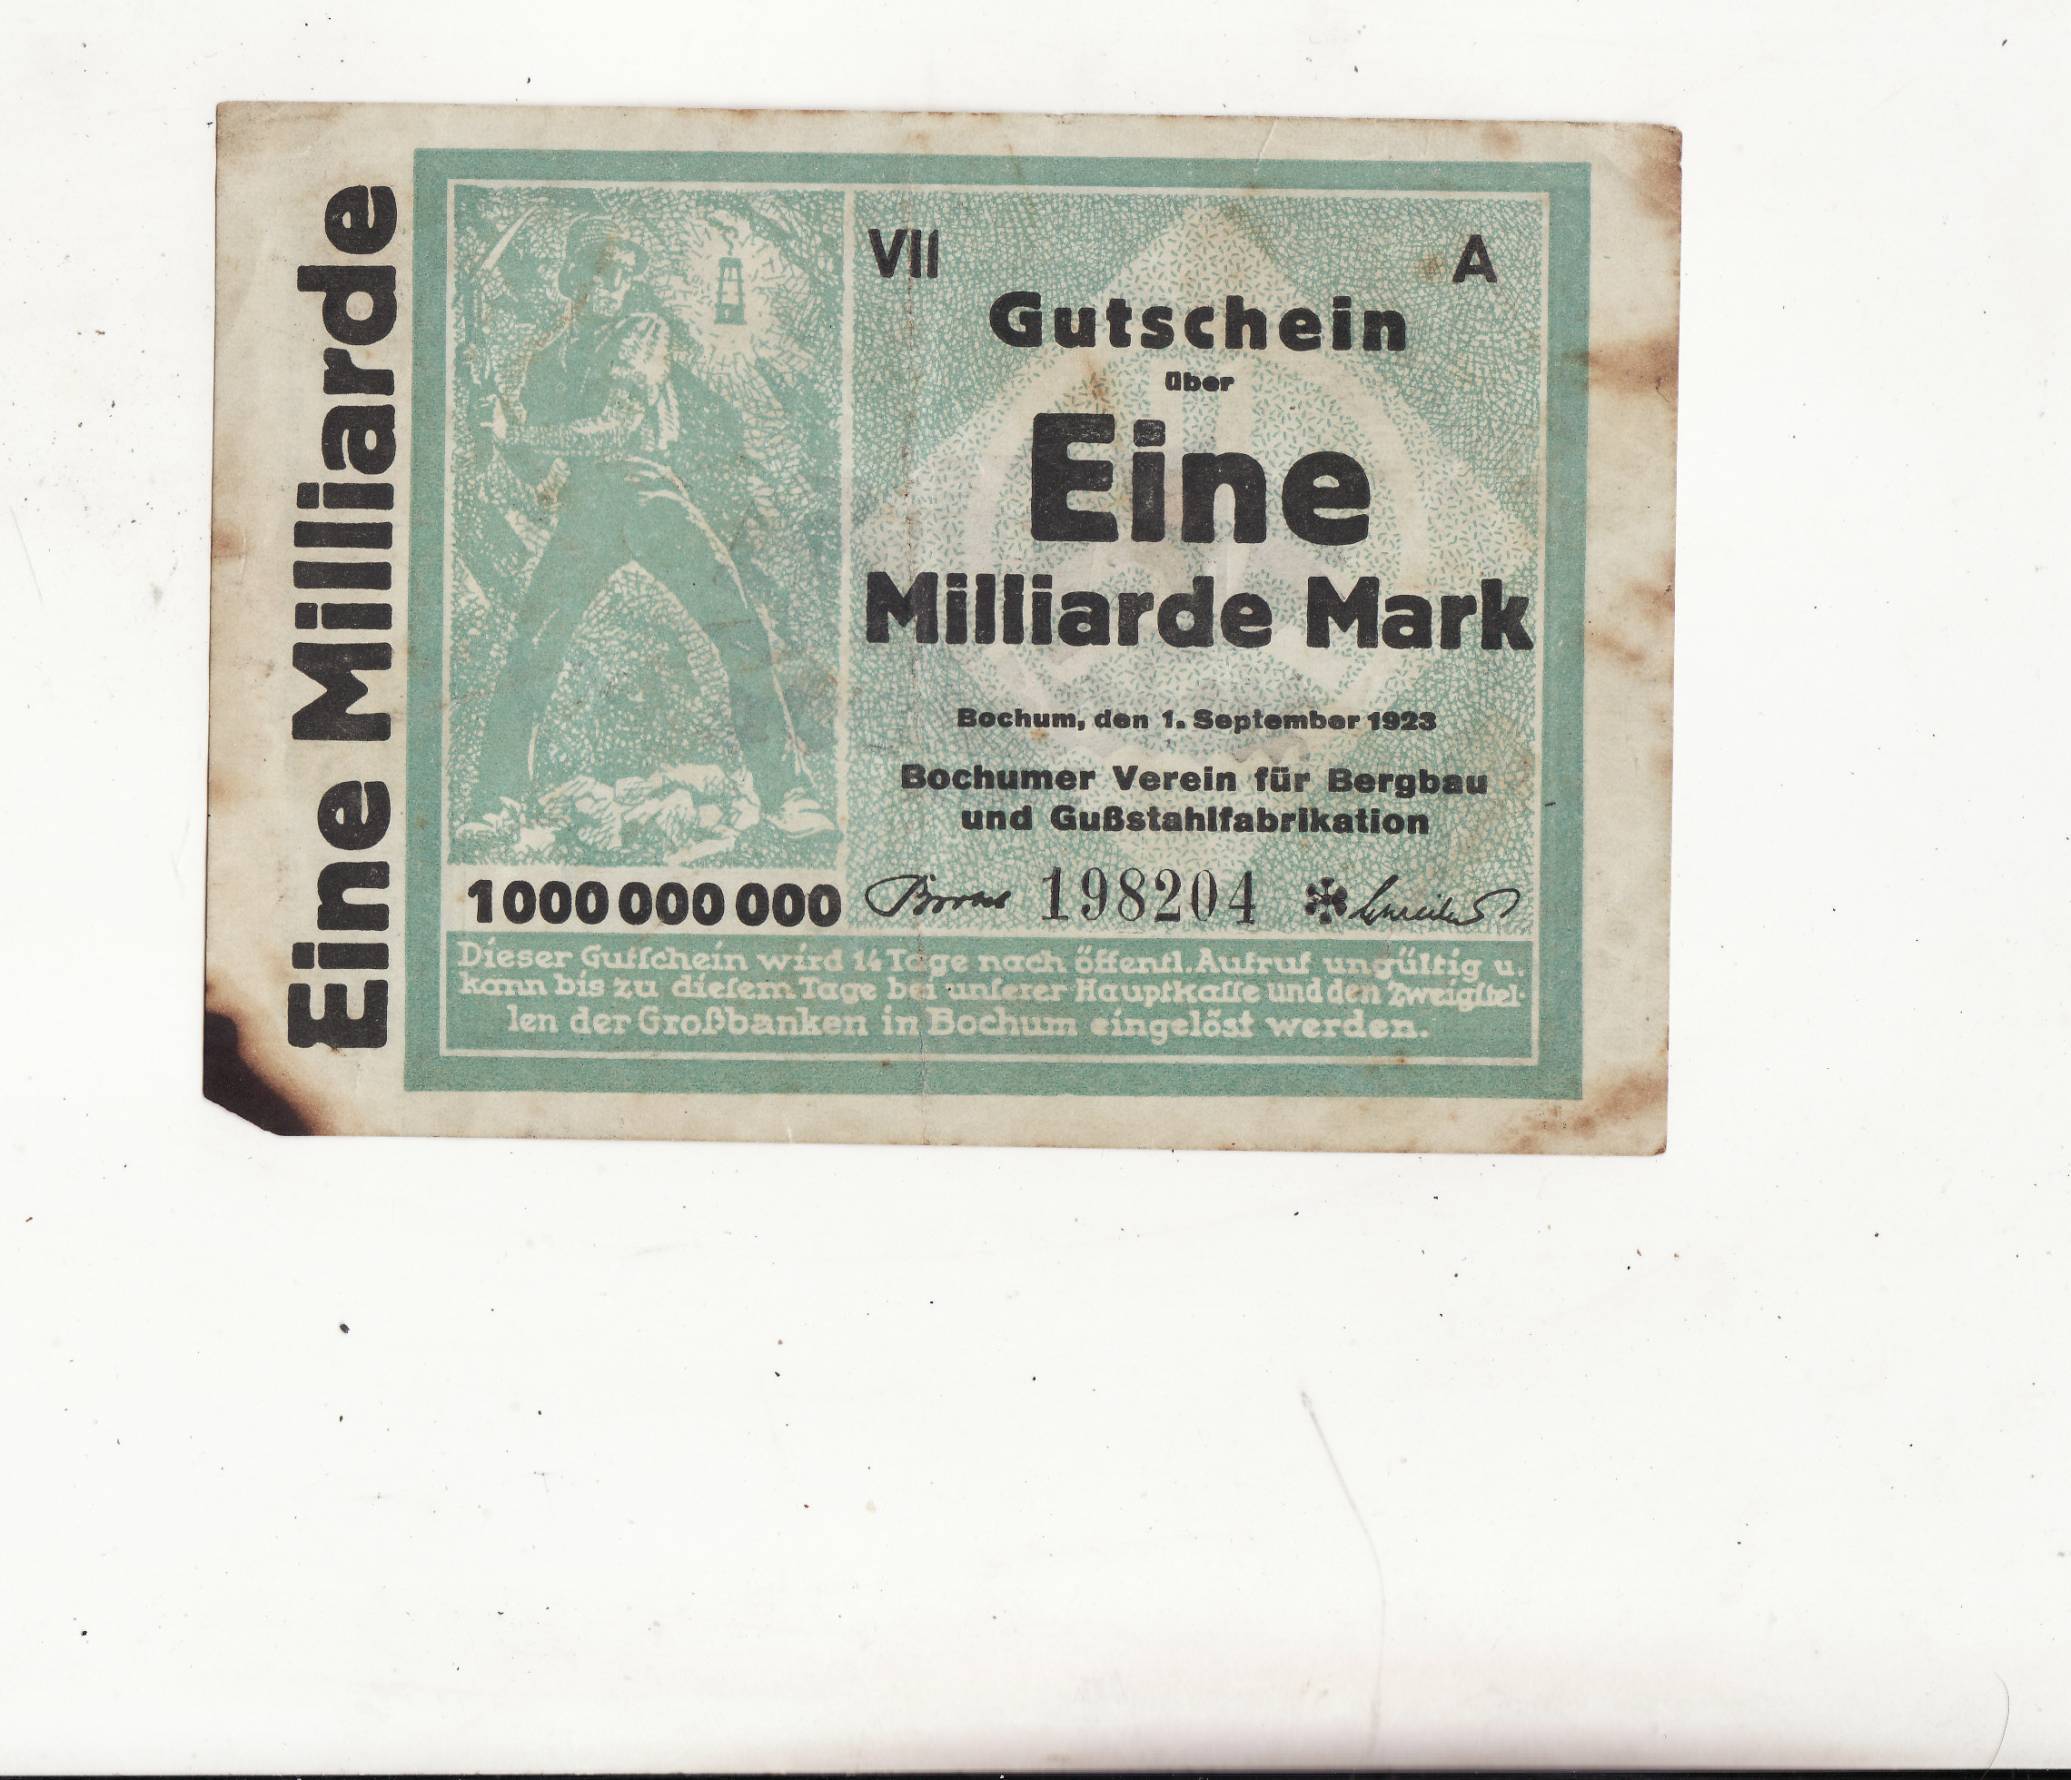 Eine Milliarde
VII
A
Gutschein
über
Eine
Milliarde Mark
Bochum, den 1. September 1923
Bochumer Verein für Bergbau
und Gußstahlfabrikation
1000 000 000
198204
Dieser Gutſchein wird 14 Tage nach öffentl. Aufruf ungültig u.
kann bis zu dieſem Tage bei unſerer Hauptkaſſe und den Zweigſtel-
len der Großbanken in Bochum eingelöst werden.